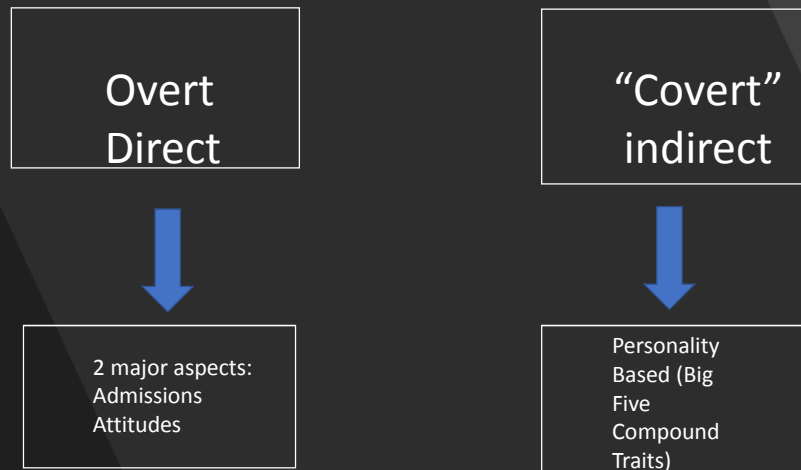 Overt
Direct
“Covert”
indirect
2 major aspects:
Admissions
Attitudes
Personality
Based (Big
Five
Compound
Traits)